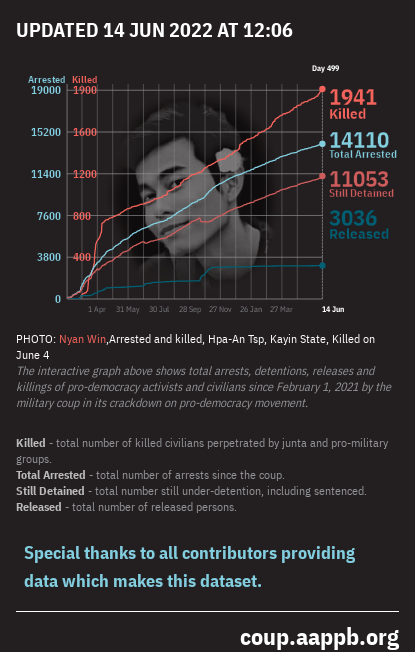 UPDATED 14 JUN 2022 AT 12:06
Day 499
Arrested Killed
19000 1900
15200 1600
11400 1200
7600 800
3800 400
0
1941
Killed
14110
Total Arrested
11053
Still Detained
3036
Released
1 Apr 31 May 30 Jul 28 Sep 27 Nov 26 Jan 27 Mar 14 Jun
PHOTO: Nyan Win,Arrested and killed, Hpa-An Tsp, Kayin State, Killed on
June 4
The interactive graph above shows total arrests, detentions, releases and
killings of pro-democracy activists and civilians since February 1, 2021 by the
military coup in its crackdown on pro-democracy movement.
Killed - total number of killed civilians perpetrated by junta and pro-military
groups.
Total Arrested - total number of arrests since the coup.
Still Detained - total number still under-detention, including sentenced.
Released - total number of released persons.
Special thanks to all contributors providing
data which makes this dataset.
coup.aappb.org